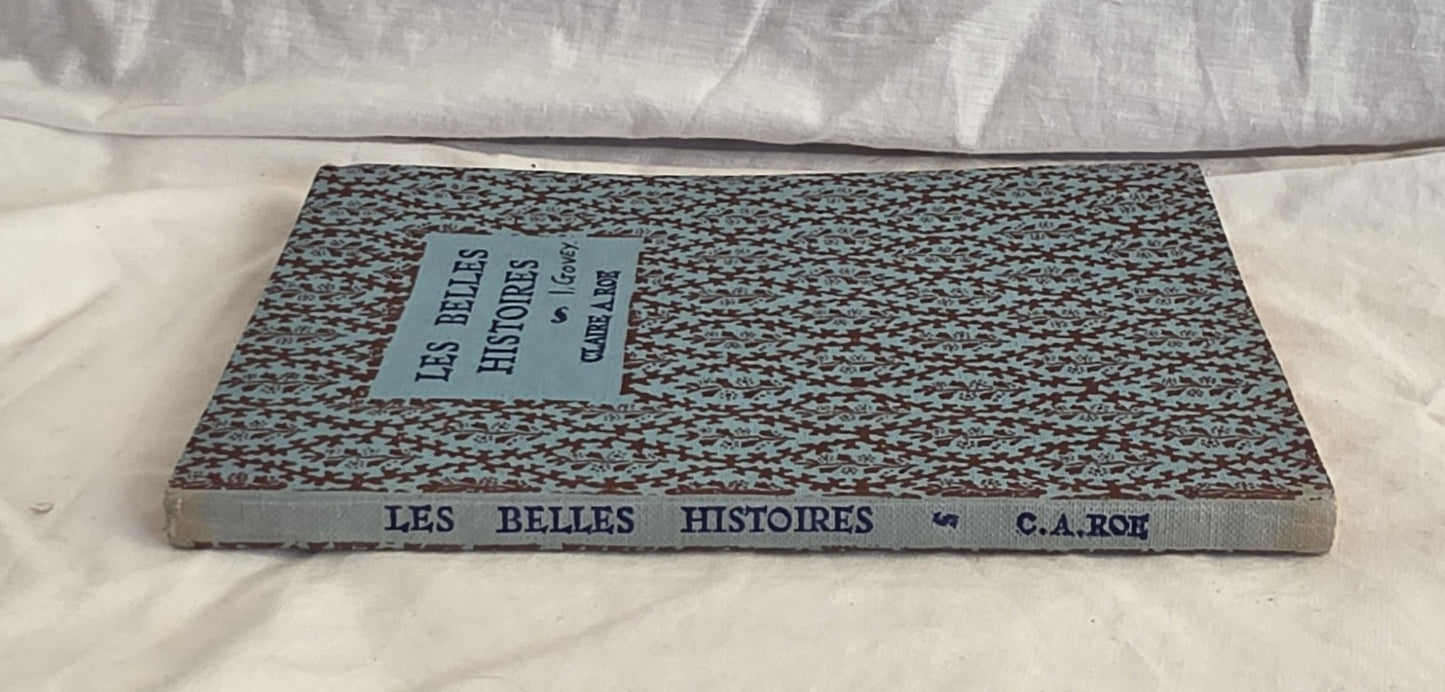 LES BELLES
HISTOIRES
I. GOVEY.
CLAIRE A. ROE
LES BELLES HISTOIRES C.A. ROE